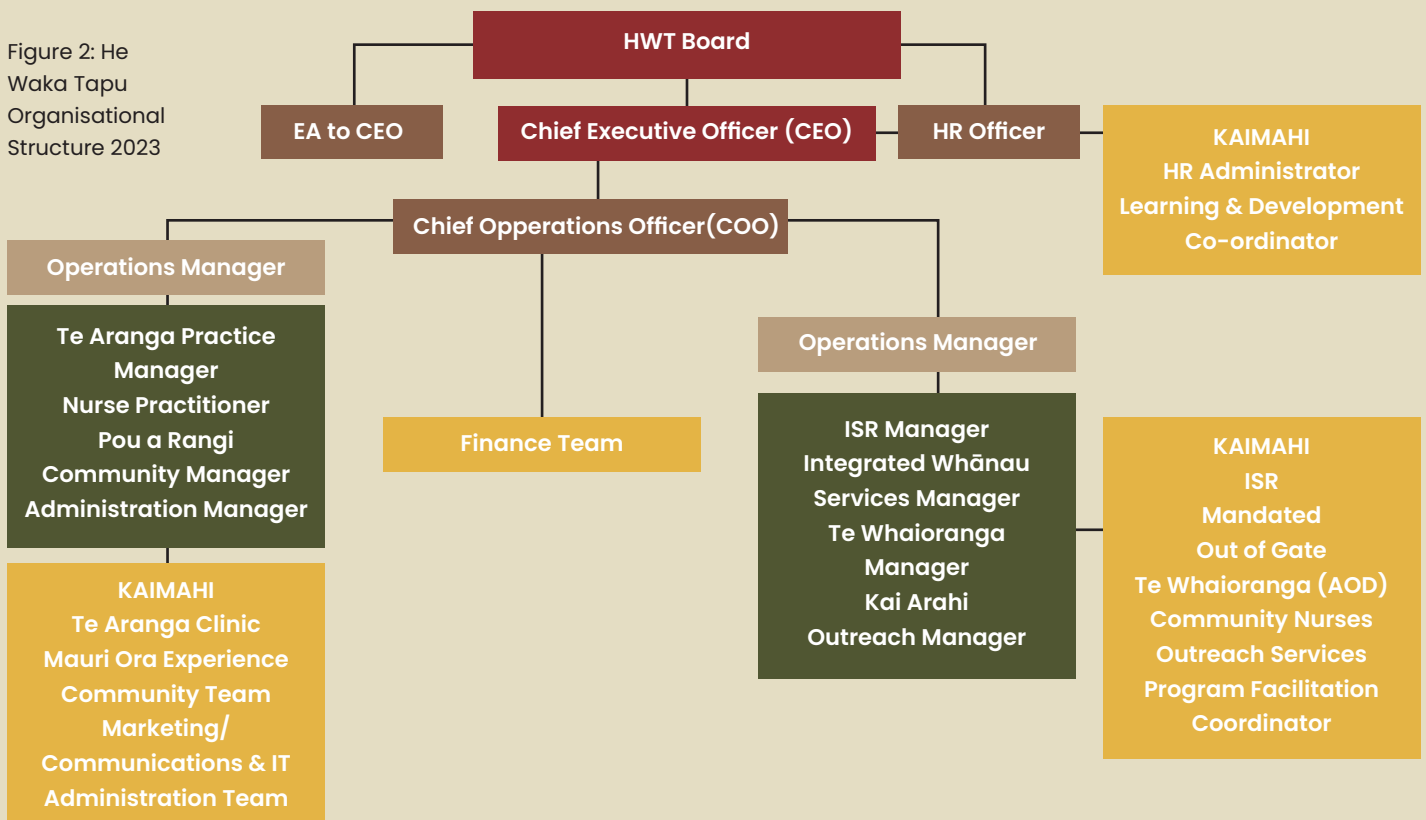 Figure 2: He
Waka Tapu
Organisational
Structure 2023
HWT Board
EA to CEO
Chief Executive Officer (CEO)
HR Officer
KAIMAHI
HR Administrator
Learning & Development
Co-ordinator
Chief Opperations Officer(COO)
Operations Manager
Te Aranga Practice
Manager
Nurse Practitioner
Pou a Rangi
Community Manager
Administration Manager
KAIMAHI
Te Aranga Clinic
Mauri Ora Experience
Community Team
Marketing/
Communications & IT
Administration Team
Finance Team
Operations Manager
ISR Manager
Integrated Whānau
Services Manager
Te Whaioranga
Manager
Kai Arahi
Outreach Manager
KAIMAHI
ISR
Mandated
Out of Gate
Te Whaioranga (AOD)
Community Nurses
Outreach Services
Program Facilitation
Coordinator